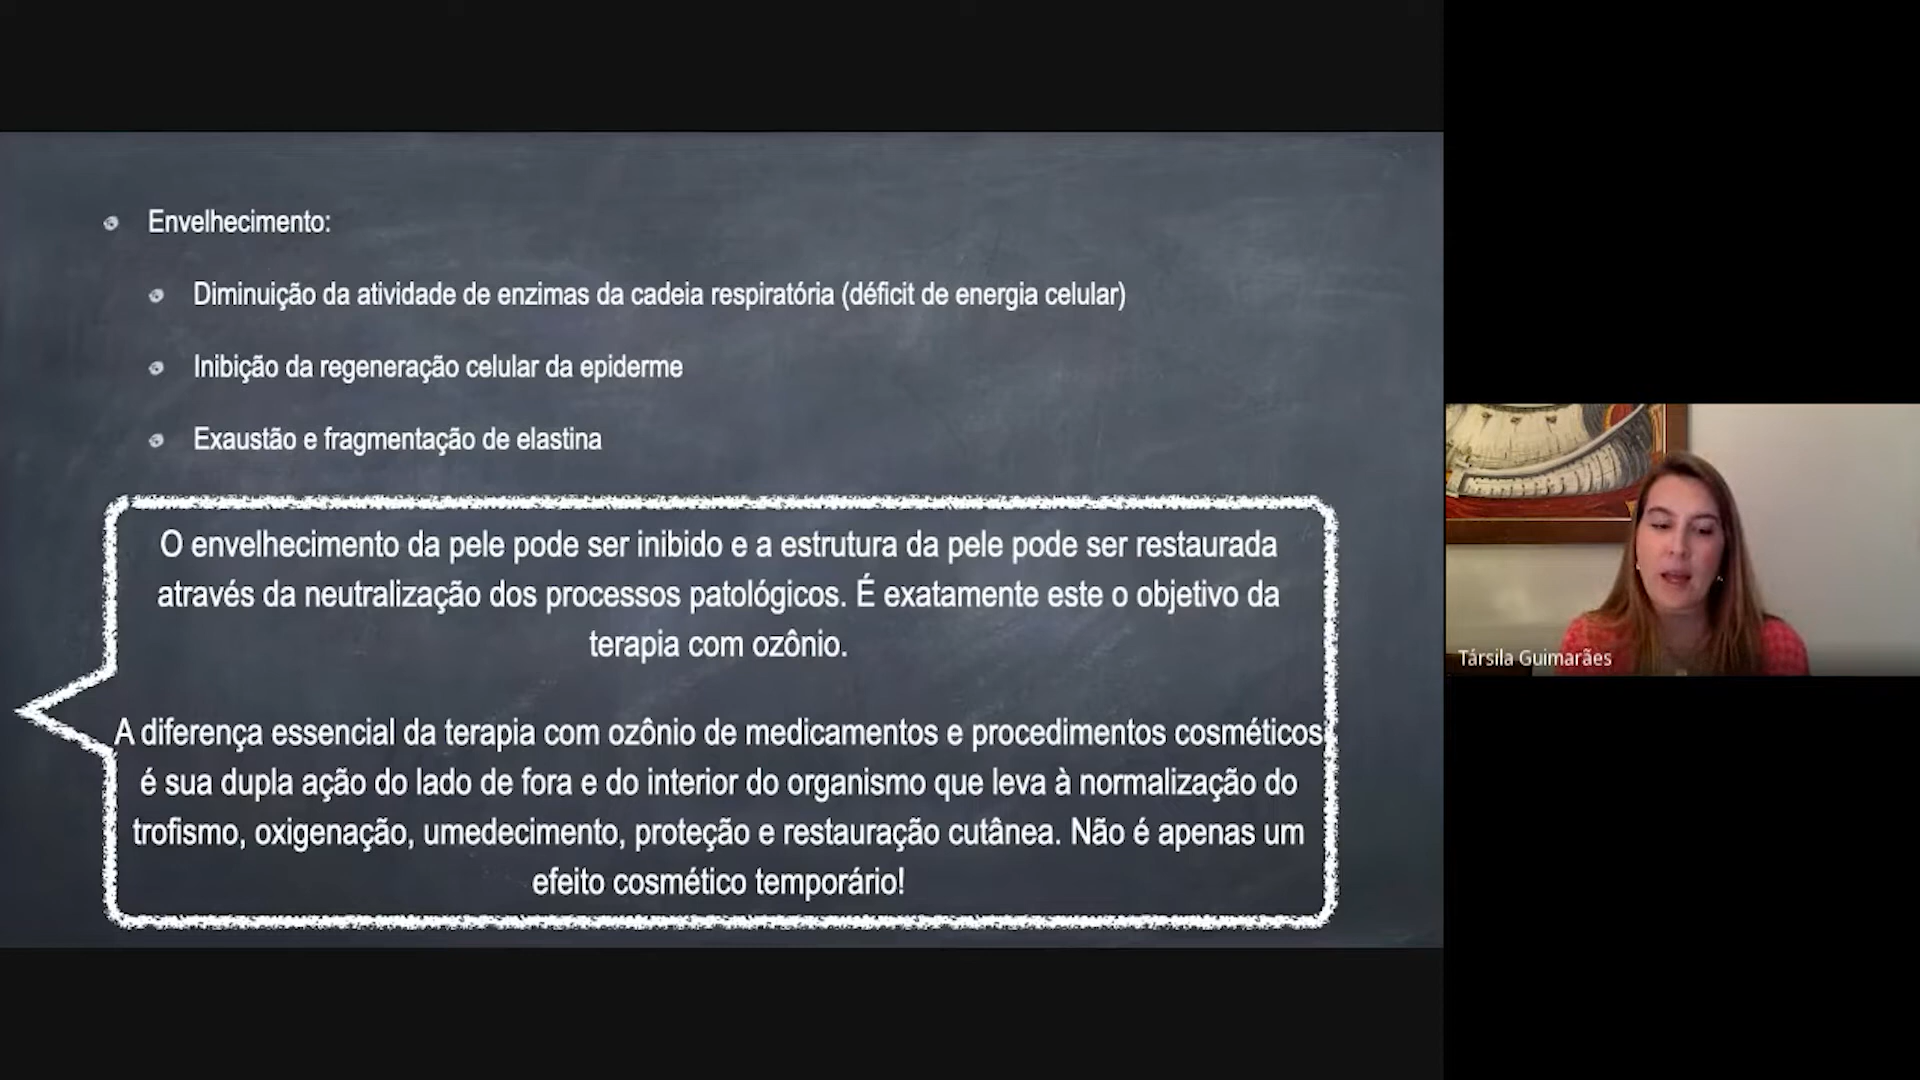 Envelhecimento:
Diminuição da atividade de enzimas da cadeia respiratória (déficit de energia celular)
Inibição da regeneração celular da epiderme
Exaustão e fragmentação de elastina
O envelhecimento da pele pode ser inibido e a estrutura da pele pode ser restaurada
através da neutralização dos processos patológicos. É exatamente este o objetivo da
terapia com ozônio.
A diferença essencial da terapia com ozônio de medicamentos e procedimentos cosméticos
é sua dupla ação do lado de fora e do interior do organismo que leva à normalização do
trofismo, oxigenação, umedecimento, proteção e restauração cutânea. Não é apenas um
efeito cosmético temporário!
Társila Guimarães